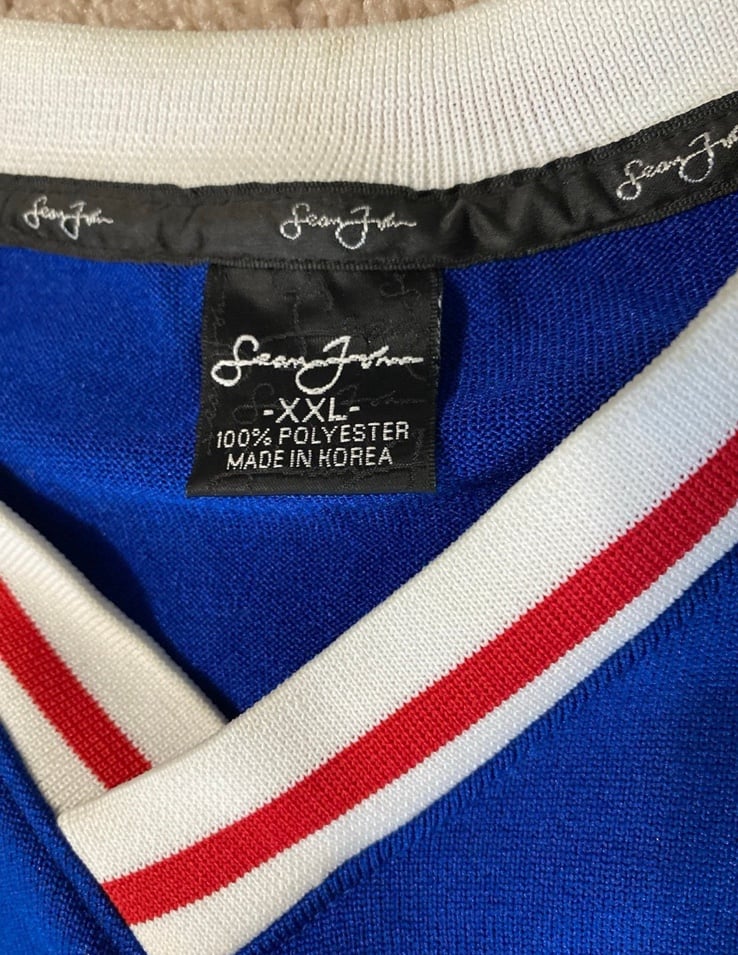 Sean John
Sean John
Sean John
Sean John
-XXL-
100% POLYESTER
MADE IN KOREA